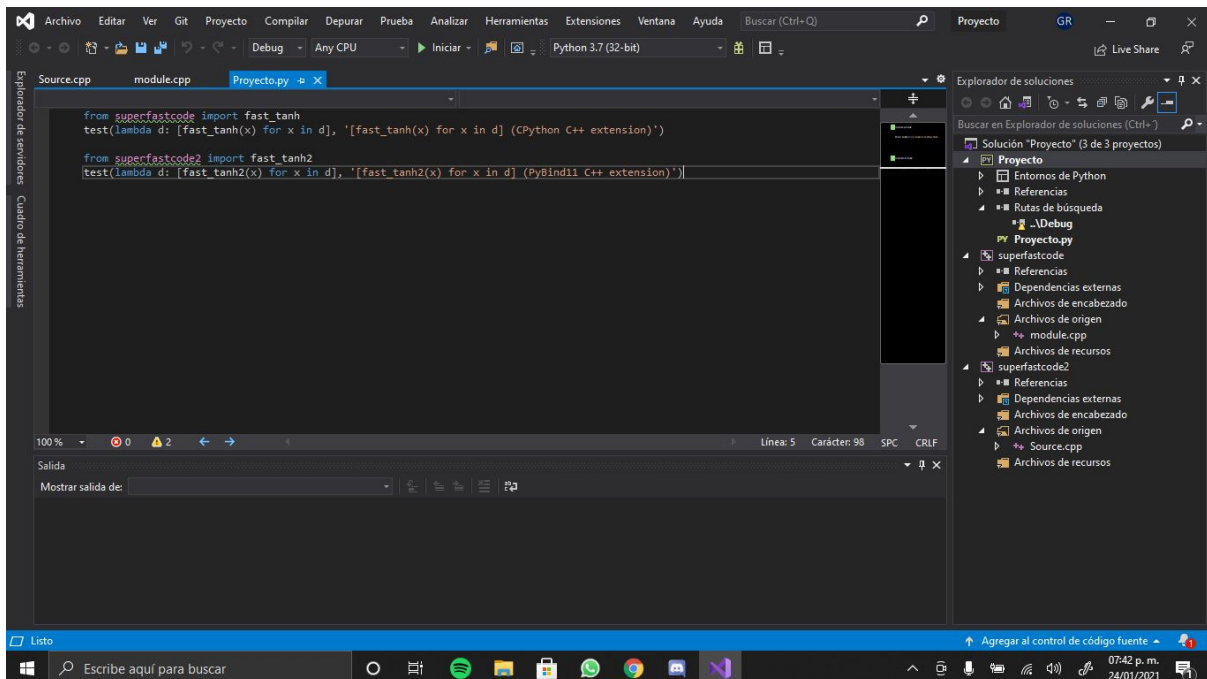 Archivo Editar Ver Git Proyecto Compilar Depurar Prueba Analizar Herramientas Extensiones Ventana Ayuda Buscar (Ctrl+Q) Proyecto GR
Debug Any CPU Iniciar Python 3.7 (32-bit) Live Share
Explorador de servidores
Cuadro de herramientas
Source.cpp module.cpp Proyecto.py
from superfastcode import fast_tanh
test(lambda d: [fast_tanh(x) for x in d], '[fast_tanh(x) for x in d] (CPython C++ extension)')
from superfastcode2 import fast_tanh2
test(lambda d: [fast_tanh2(x) for x in d], '[fast_tanh2(x) for x in d] (PyBind11 C++ extension)')
100 % 0 2 Línea: 5 Carácter: 98 SPC CRLF
Salida
Mostrar salida de:
Explorador de soluciones
Buscar en Explorador de soluciones (Ctrl+´)
Solución "Proyecto" (3 de 3 proyectos)
PY Proyecto
Entornos de Python
Referencias
Rutas de búsqueda
..\Debug
PY Proyecto.py
superfastcode
Referencias
Dependencias externas
Archivos de encabezado
Archivos de origen
++ module.cpp
Archivos de recursos
superfastcode2
Referencias
Dependencias externas
Archivos de encabezado
Archivos de origen
++ Source.cpp
Archivos de recursos
Listo Agregar al control de código fuente 1
Escribe aquí para buscar
07:42 p. m.
24/01/2021